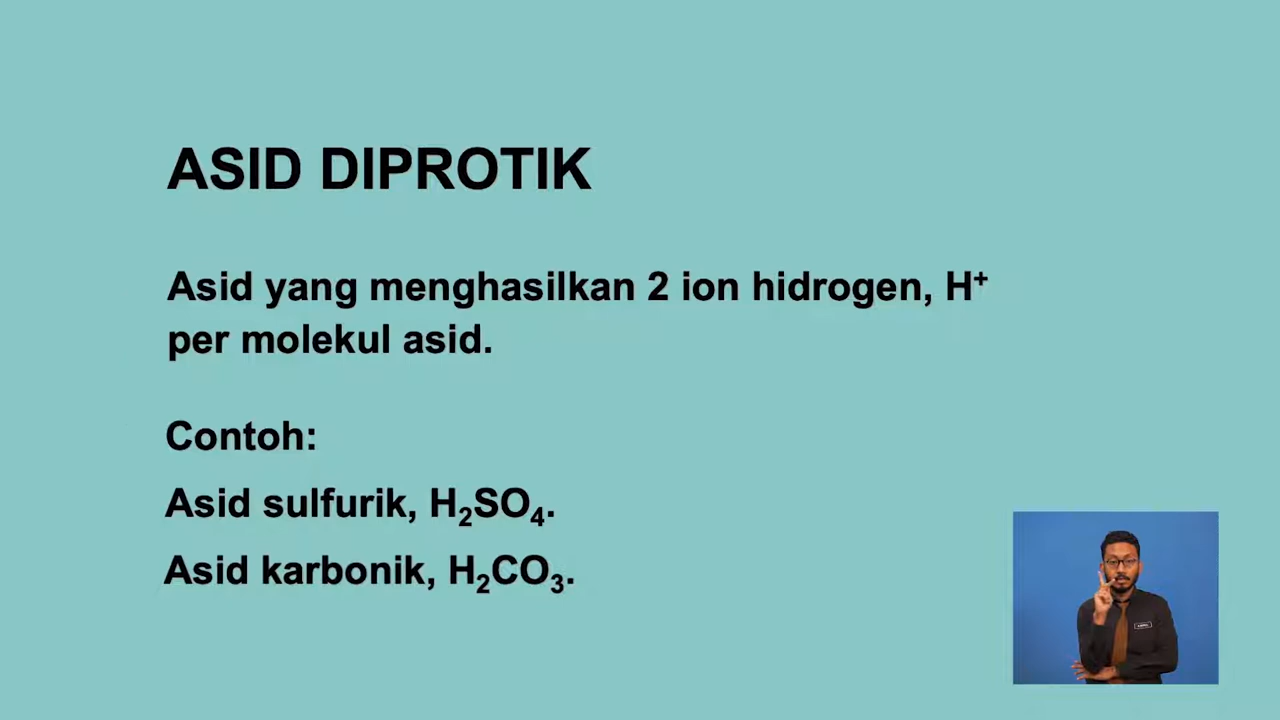 ASID DIPROTIK
Asid yang menghasilkan 2 ion hidrogen, H⁺
per molekul asid.
Contoh:
Asid sulfurik, H₂SO₄.
Asid karbonik, H₂CO₃.